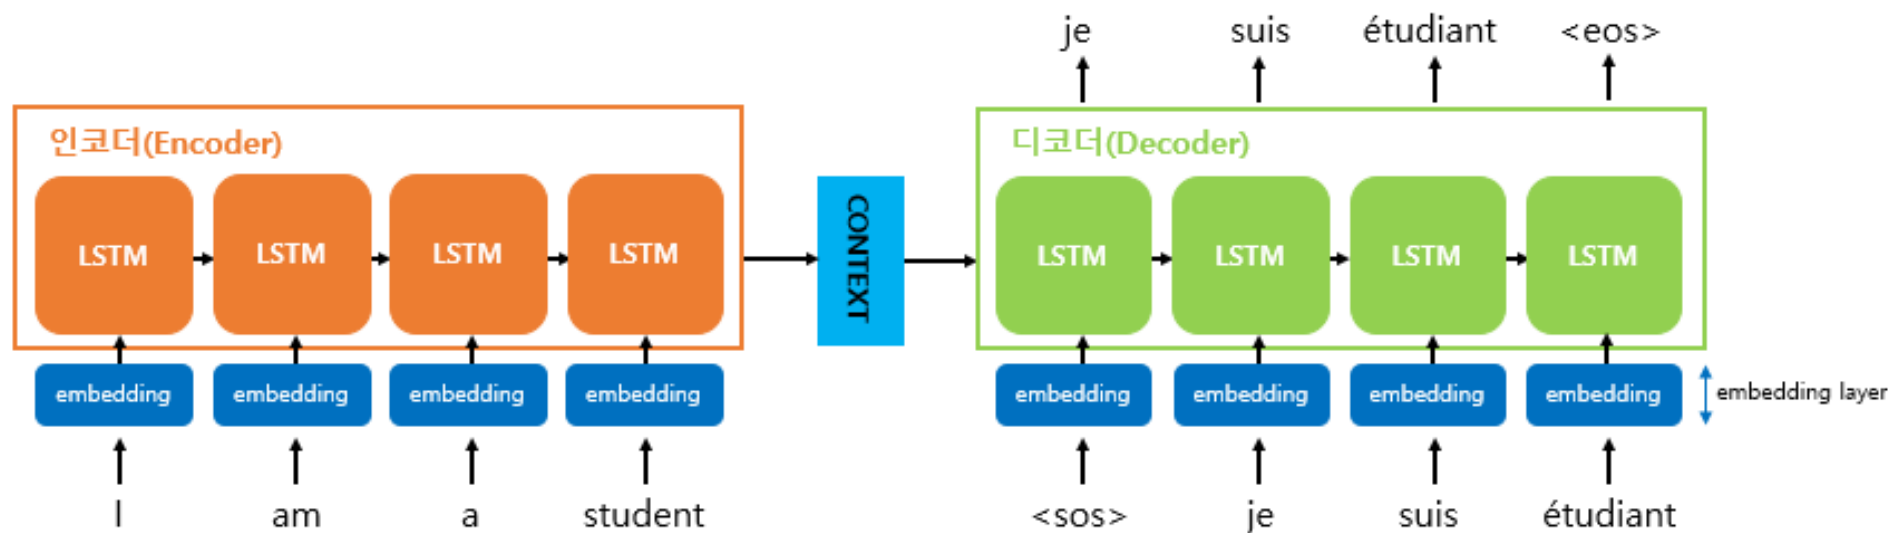 je suis étudiant <eos>
인코더(Encoder)
디코더(Decoder)
LSTM LSTM LSTM LSTM
CONTEXT
LSTM LSTM LSTM LSTM
embedding embedding embedding embedding
embedding embedding embedding embedding
embedding layer
I am a student
<sos> je suis étudiant